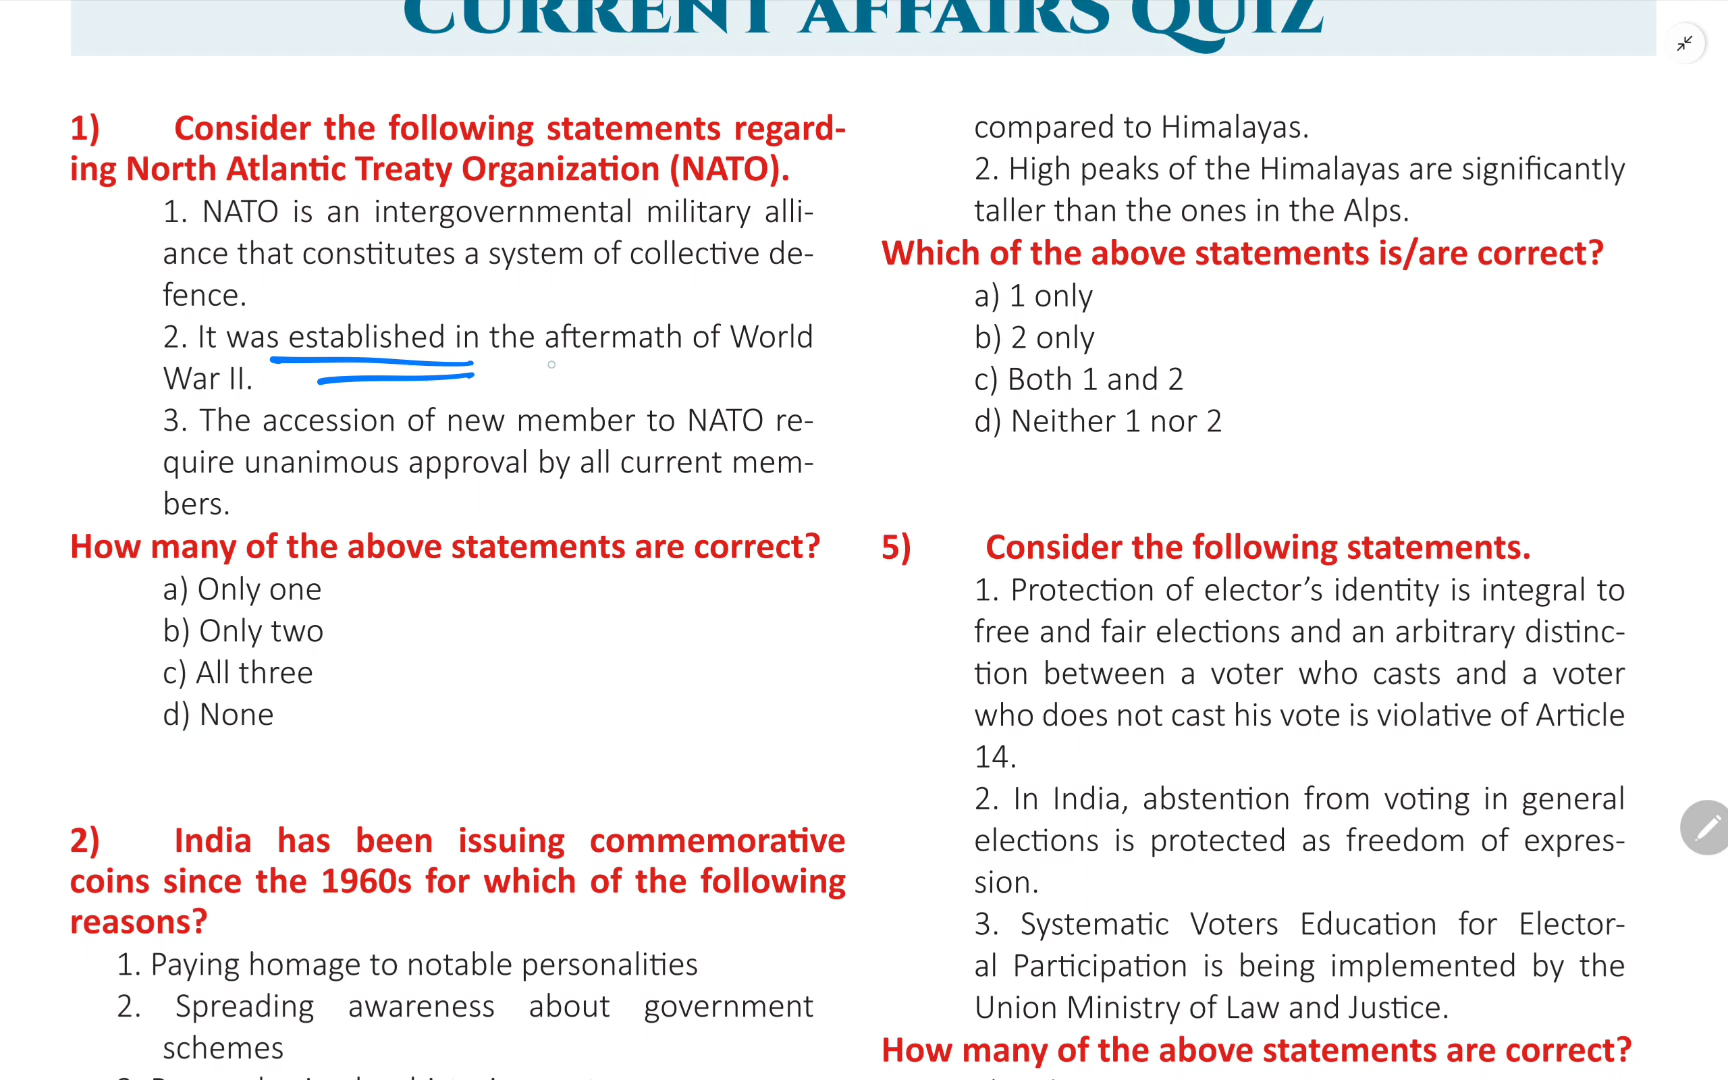 CURRENT AFFAIRS QUIZ
1) Consider the following statements regard-
ing North Atlantic Treaty Organization (NATO).
1. NATO is an intergovernmental military alli-
ance that constitutes a system of collective de-
fence.
2. It was established in the aftermath of World
War II.
3. The accession of new member to NATO re-
quire unanimous approval by all current mem-
bers.
How many of the above statements are correct?
a) Only one
b) Only two
c) All three
d) None
2) India has been issuing commemorative
coins since the 1960s for which of the following
reasons?
1. Paying homage to notable personalities
2. Spreading awareness about government
schemes
compared to Himalayas.
2. High peaks of the Himalayas are significantly
taller than the ones in the Alps.
Which of the above statements is/are correct?
a) 1 only
b) 2 only
c) Both 1 and 2
d) Neither 1 nor 2
5) Consider the following statements.
1. Protection of elector’s identity is integral to
free and fair elections and an arbitrary distinc-
tion between a voter who casts and a voter
who does not cast his vote is violative of Article
14.
2. In India, abstention from voting in general
elections is protected as freedom of expres-
sion.
3. Systematic Voters Education for Elector-
al Participation is being implemented by the
Union Ministry of Law and Justice.
How many of the above statements are correct?